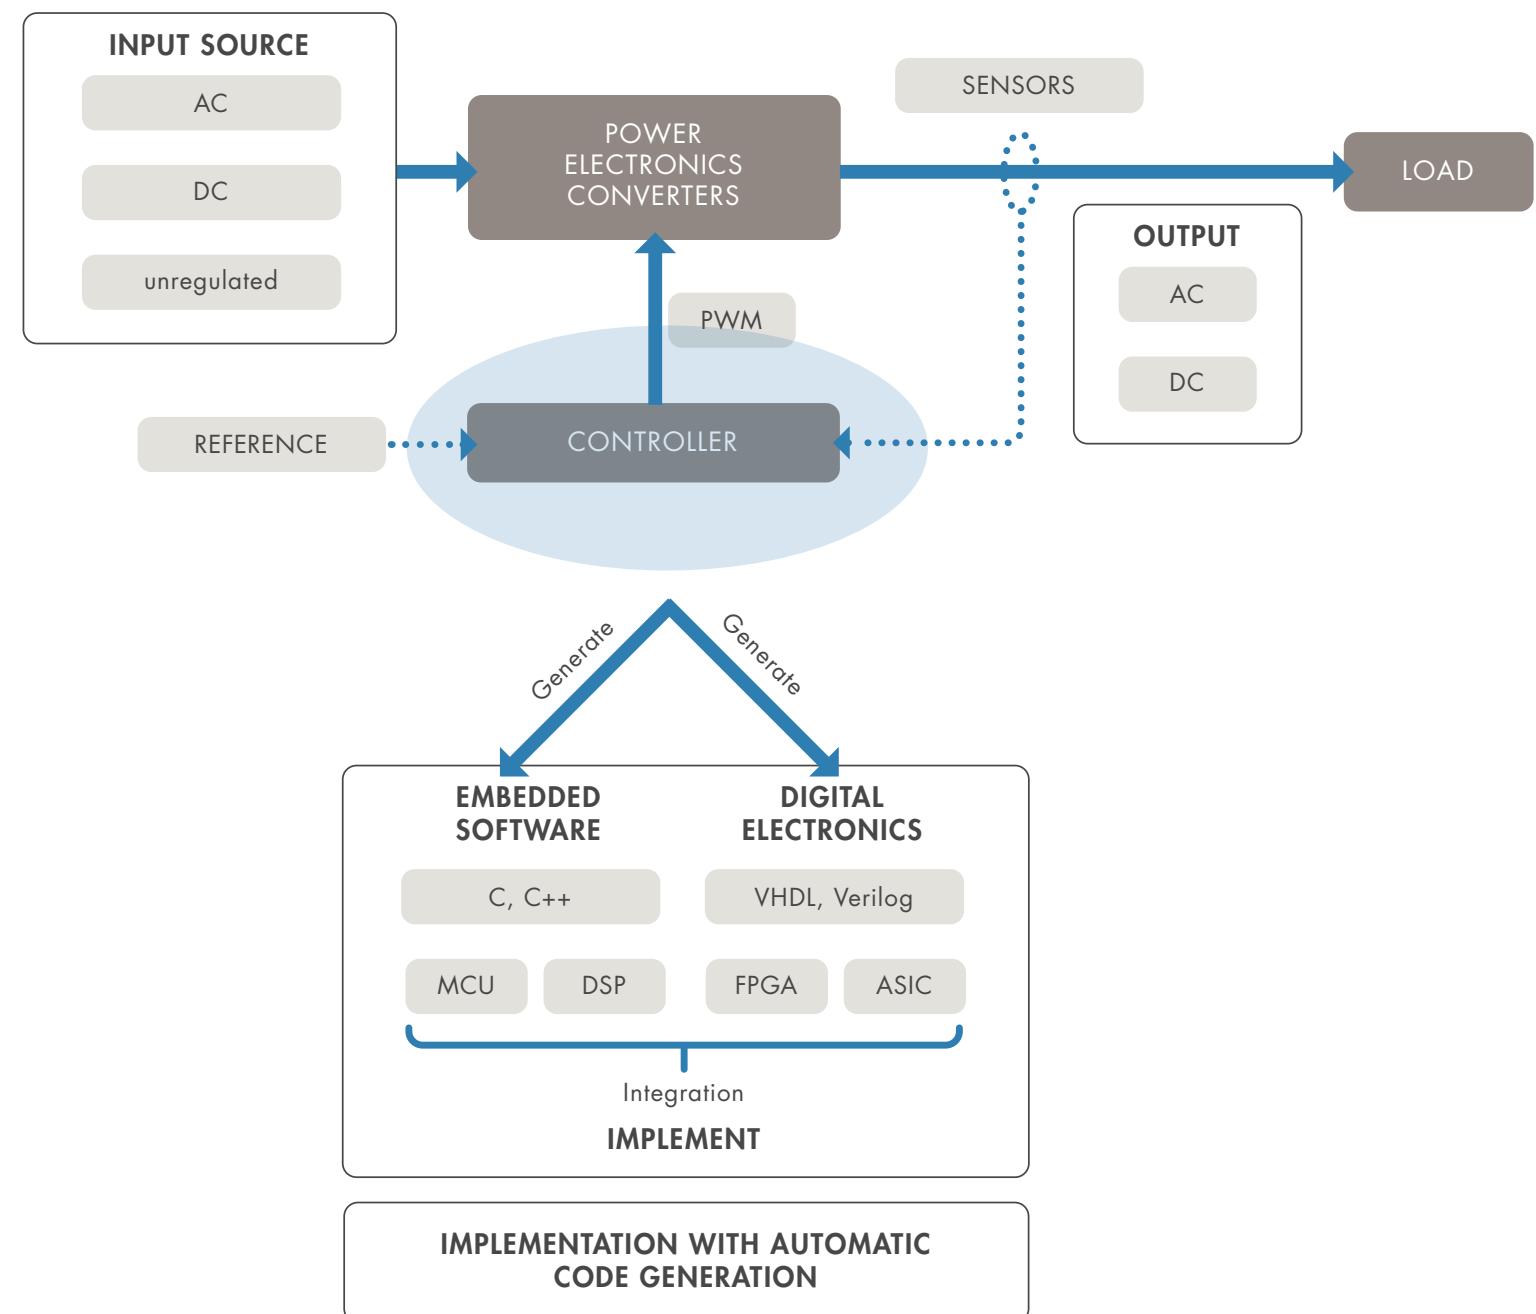 INPUT SOURCE
AC
DC
unregulated
POWER
ELECTRONICS
CONVERTERS
SENSORS
LOAD
OUTPUT
AC
DC
PWM
REFERENCE
CONTROLLER
Generate
Generate
EMBEDDED
SOFTWARE
DIGITAL
ELECTRONICS
C, C++
VHDL, Verilog
MCU
DSP
FPGA
ASIC
Integration
IMPLEMENT
IMPLEMENTATION WITH AUTOMATIC
CODE GENERATION